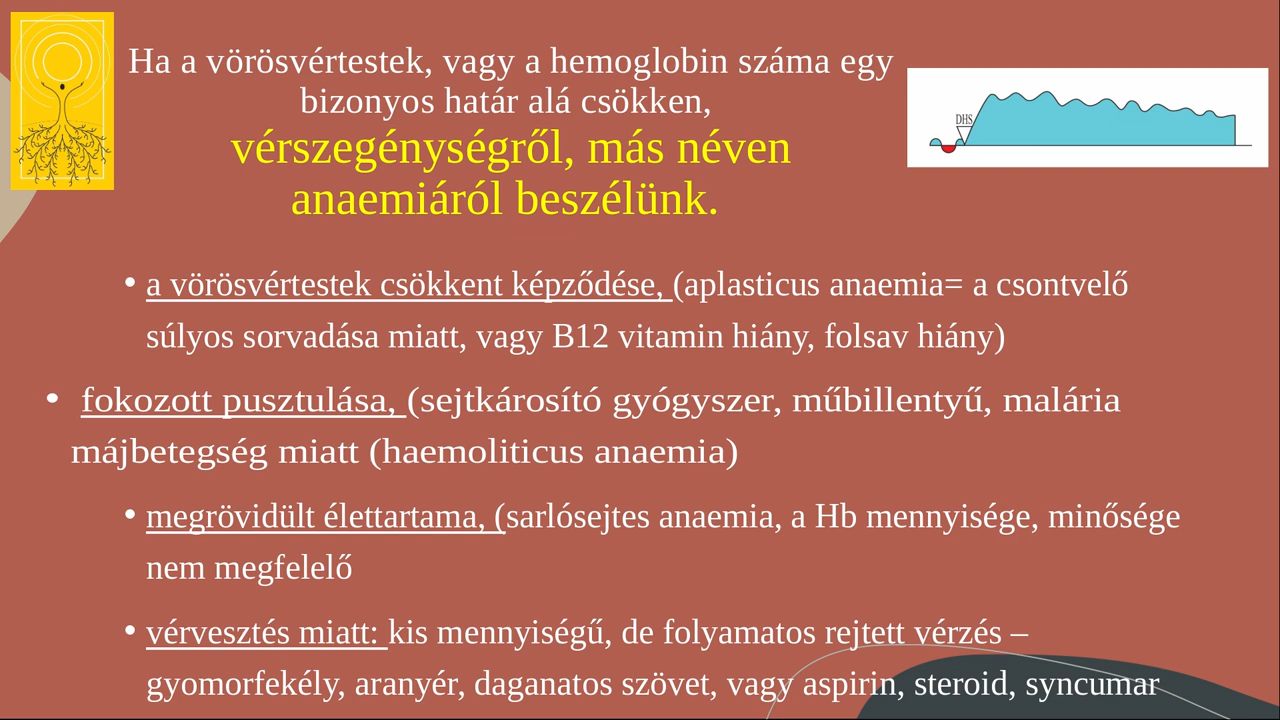 Ha a vörösvértestek, vagy a hemoglobin száma egy
bizonyos határ alá csökken,
vérszegénységről, más néven
anaemiáról beszélünk.
DHS
• a vörösvértestek csökkent képződése, (aplasticus anaemia= a csontvelő
súlyos sorvadása miatt, vagy B12 vitamin hiány, folsav hiány)
• fokozott pusztulása, (sejtkárosító gyógyszer, műbillentyű, malária
májbetegség miatt (haemoliticus anaemia)
• megrövidült élettartama, (sarlósejtes anaemia, a Hb mennyisége, minősége
nem megfelelő
• vérvesztés miatt: kis mennyiségű, de folyamatos rejtett vérzés –
gyomorfekély, aranyér, daganatos szövet, vagy aspirin, steroid, syncumar